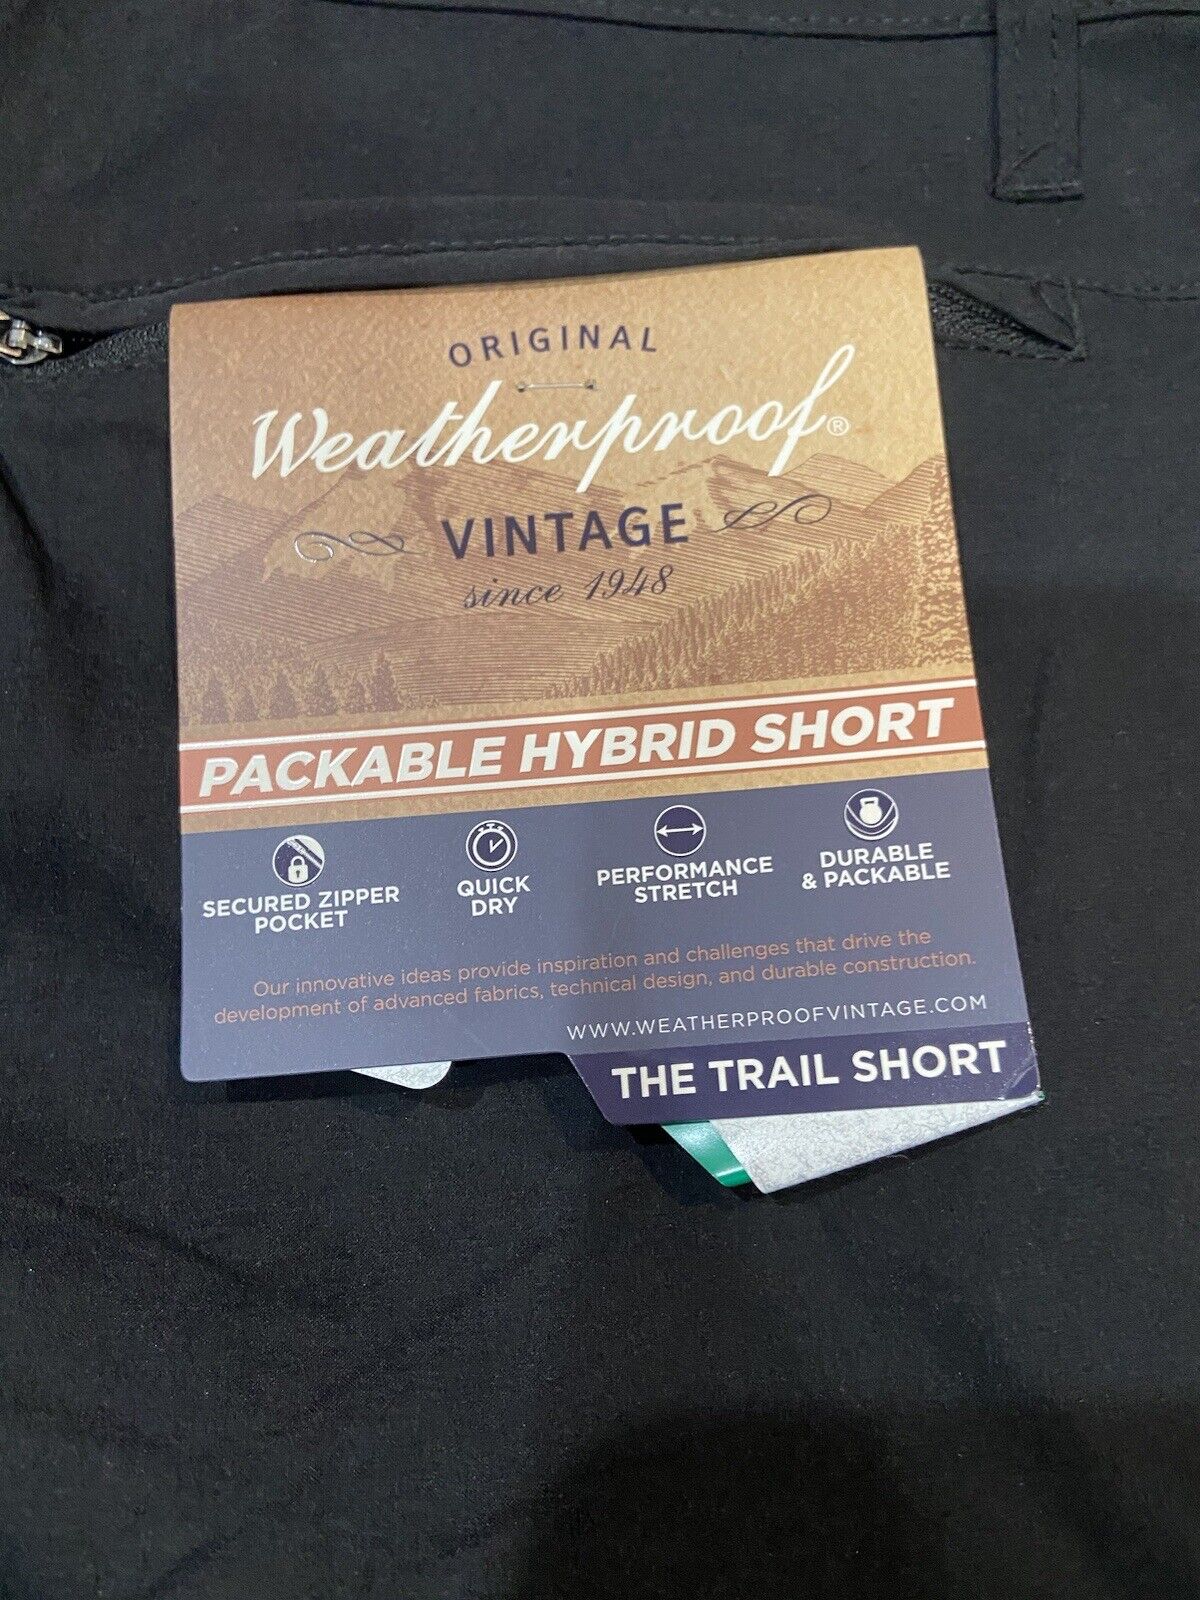 ORIGINAL
Weatherproof®
VINTAGE
since 1948
PACKABLE HYBRID SHORT
SECURED ZIPPER
POCKET
QUICK
DRY
PERFORMANCE
STRETCH
DURABLE
& PACKABLE
Our innovative ideas provide inspiration and challenges that drive the
development of advanced fabrics, technical design, and durable construction.
WWW.WEATHERPROOFVINTAGE.COM
THE TRAIL SHORT